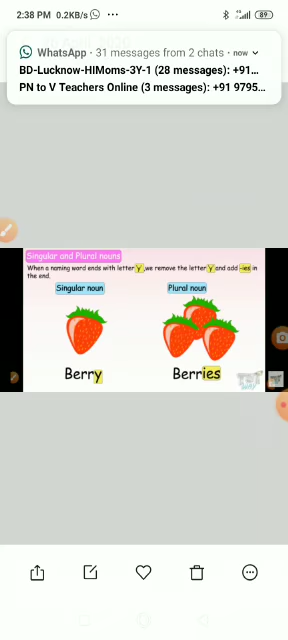 2:38 PM | 0.2KB/s
89
WhatsApp • 31 messages from 2 chats • now
BD-Lucknow-HIMoms-3Y-1 (28 messages): +91...
PN to V Teachers Online (3 messages): +91 9795...
Singular and Plural nouns
When a naming word ends with letter 'y',we remove the letter 'y' and add -ies in
the end.
Singular noun
Plural noun
Berry
Berries